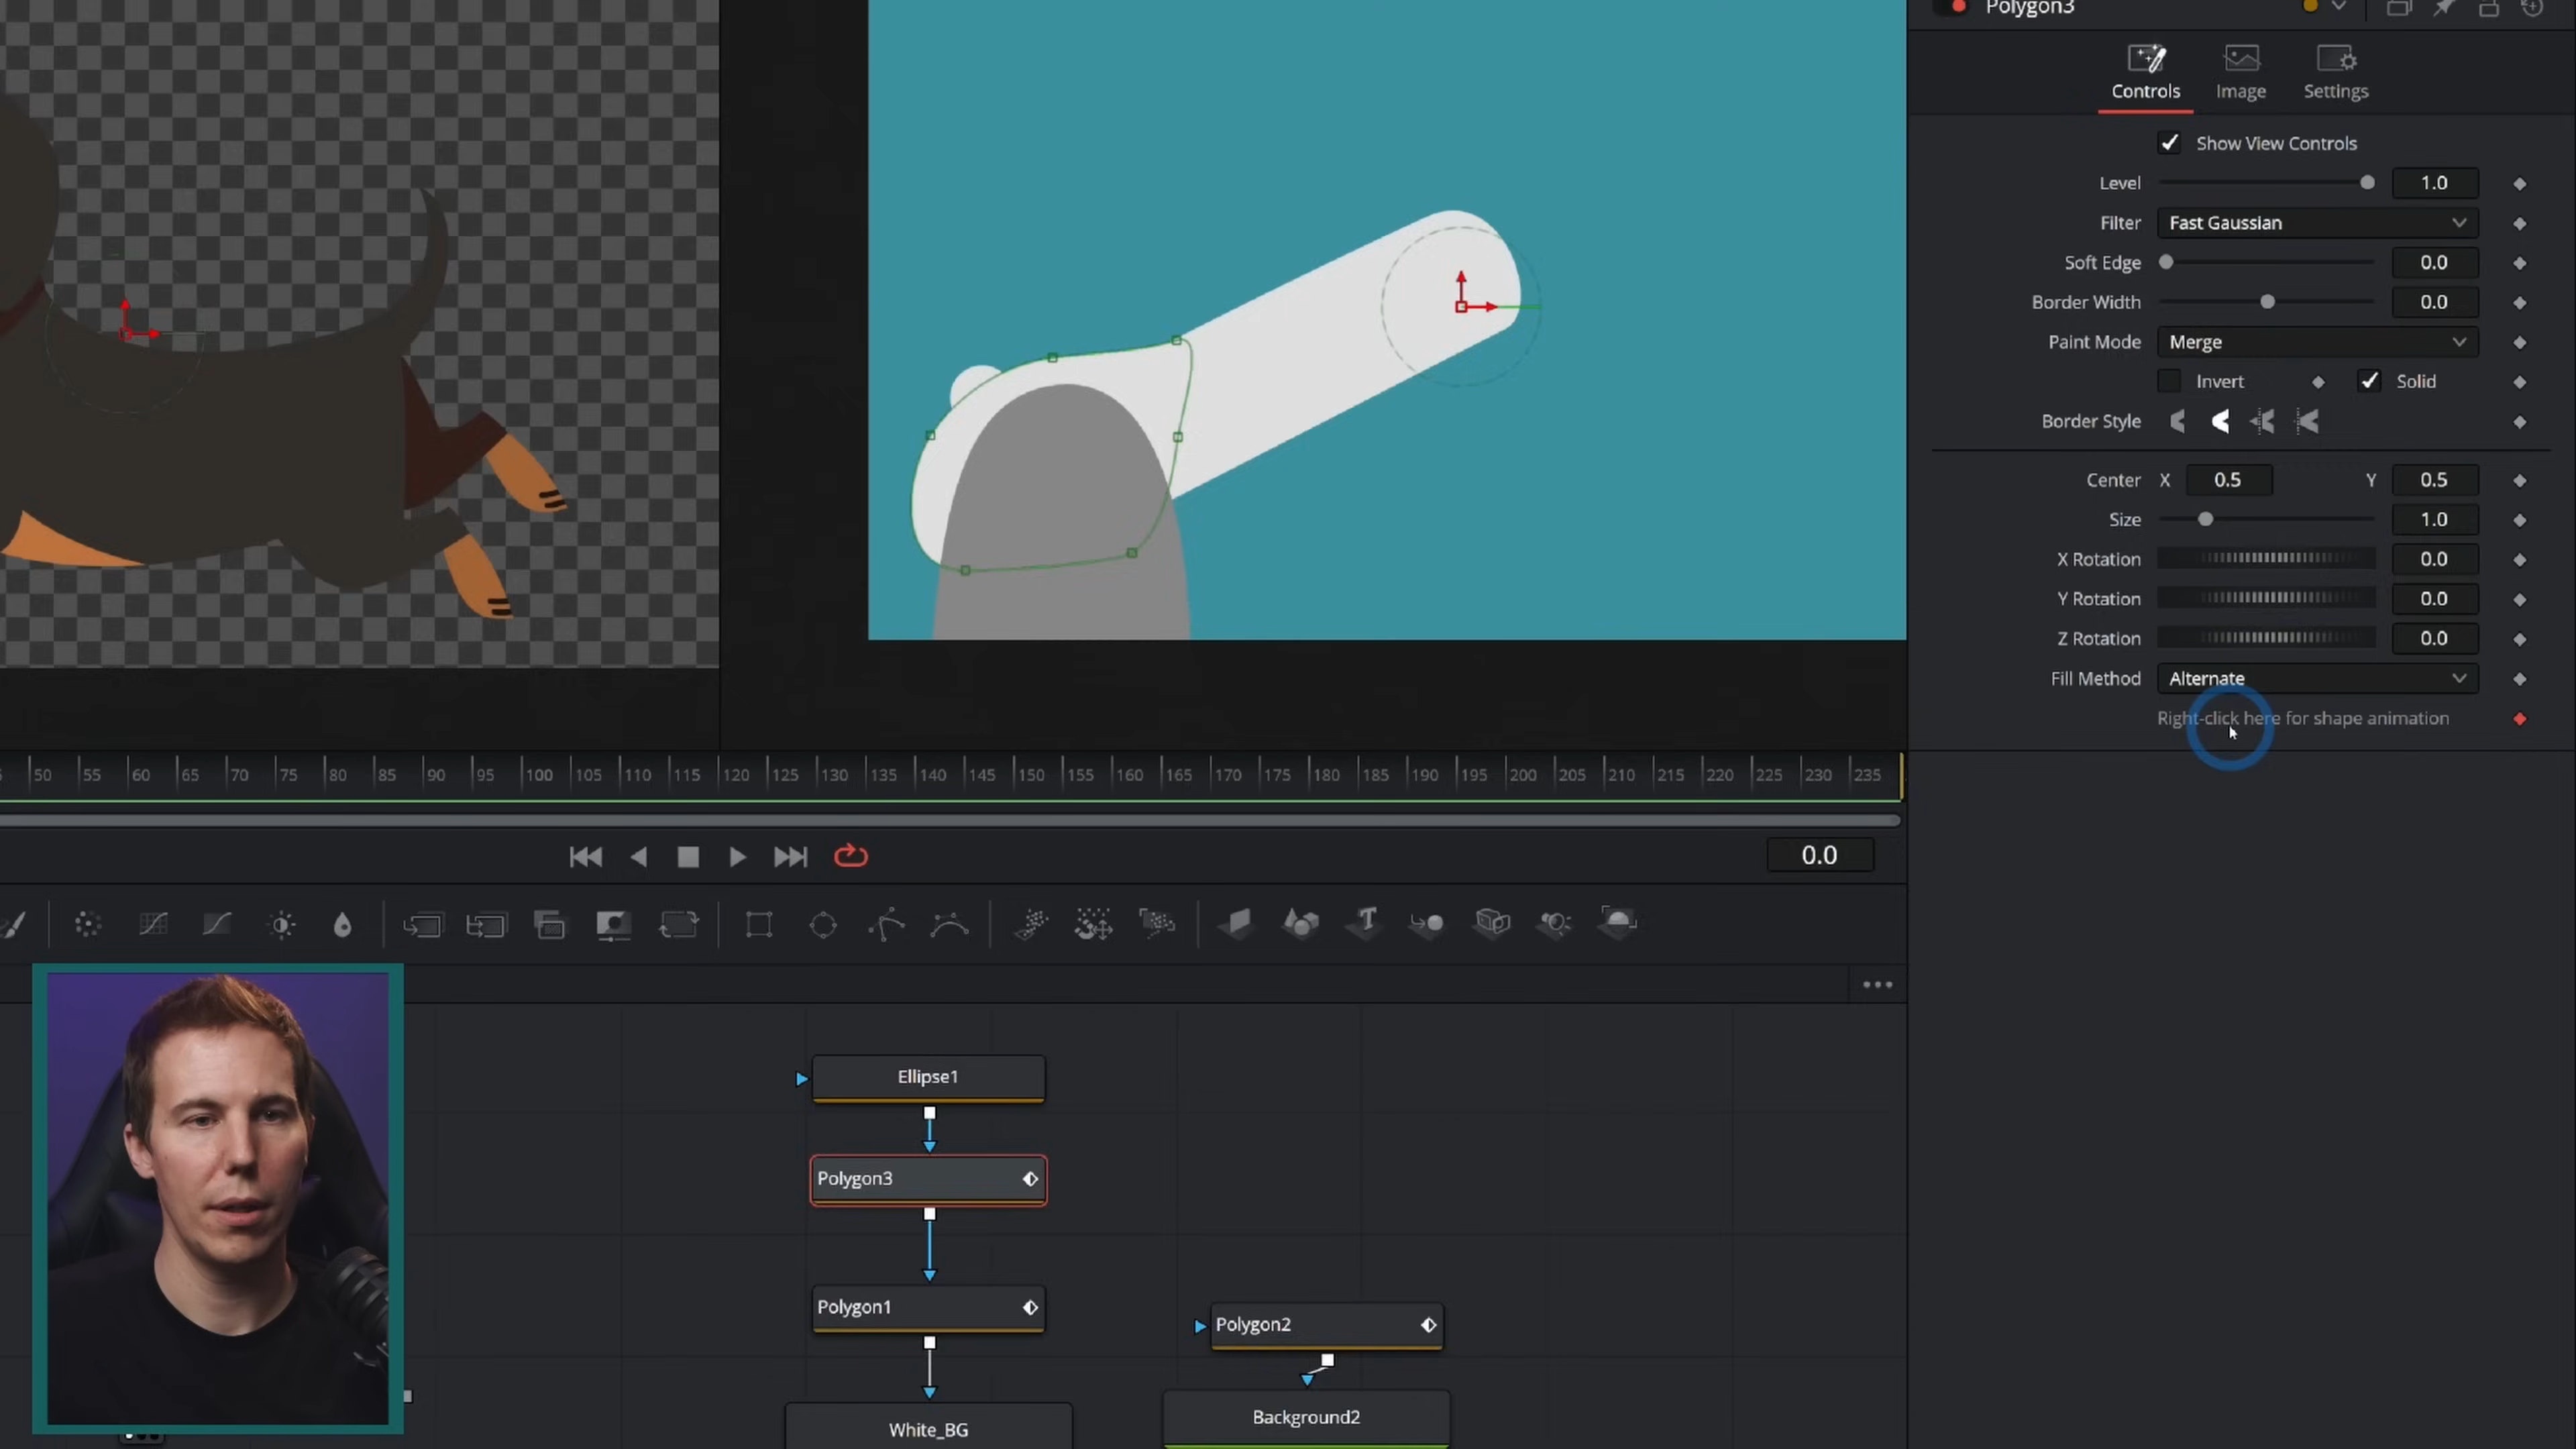 Polygon3
Controls
Image
Settings
Show View Controls
Level 1.0
Filter Fast Gaussian
Soft Edge 0.0
Border Width 0.0
Paint Mode Merge
Invert Solid
Border Style
Center X 0.5 Y 0.5
Size 1.0
X Rotation 0.0
Y Rotation 0.0
Z Rotation 0.0
Fill Method Alternate
Right-click here for shape animation
50 55 60 65 70 75 80 85 90 95 100 105 110 115 120 125 130 135 140 145 150 155 160 165 170 175 180 185 190 195 200 205 210 215 220 225 230 235
0.0
Ellipse1
Polygon3
Polygon1
Polygon2
White_BG
Background2